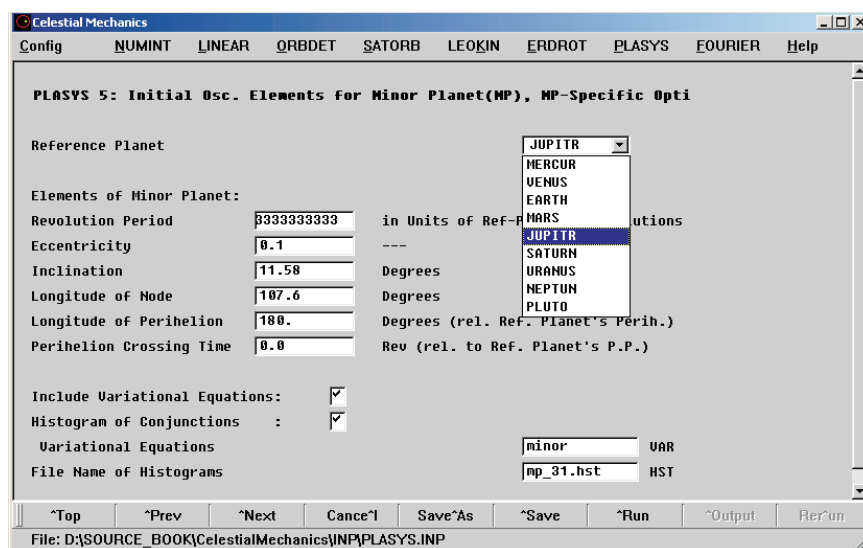 Celestial Mechanics
Config NUMINT LINEAR ORBDET SATORB LEOKIN ERDROT PLASYS FOURIER Help
PLASYS 5: Initial Osc. Elements for Minor Planet(MP), MP-Specific Opti
Reference Planet JUPITR
MERCUR
VENUS
Elements of Minor Planet: EARTH
Revolution Period 3333333333 in Units of Ref-P MARS lutions
Eccentricity 0.1 --- JUPITR
SATURN
Inclination 11.58 Degrees URANUS
Longitude of Node 107.6 Degrees NEPTUN
PLUTO
Longitude of Perihelion 180. Degrees (rel. Ref. Planet's Perih.)
Perihelion Crossing Time 0.0 Rev (rel. to Ref. Planet's P.P.)
Include Variational Equations:
Histogram of Conjunctions :
Variational Equations minor VAR
File Name of Histograms mp_31.hst HST
^Top ^Prev ^Next Cance^l Save^As ^Save ^Run ^Output Rer^un
File: D:\SOURCE_BOOK\CelestialMechanics\INP\PLASYS.INP